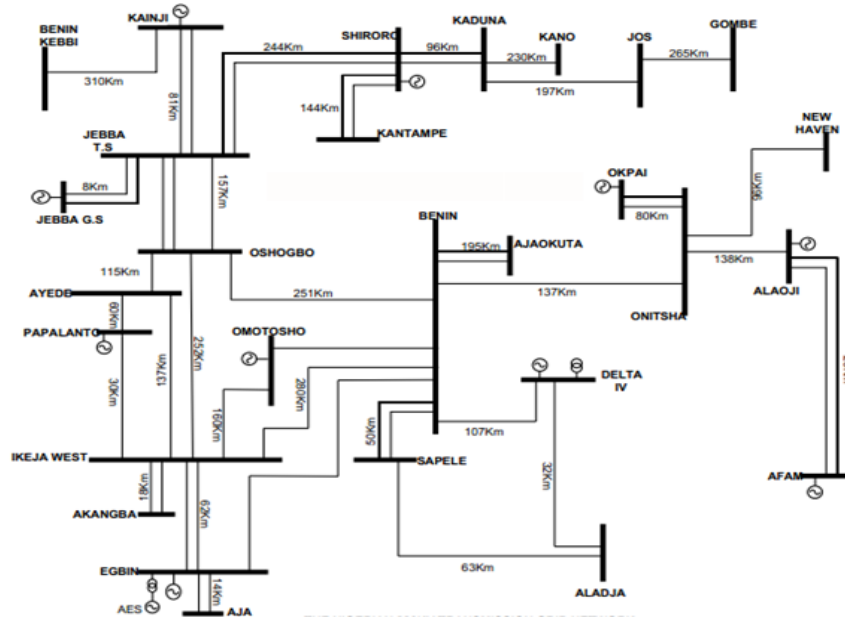 KAINJI
BENIN
KEBBI
310Km
81Km
244Km
SHIRORO
96Km
KADUNA
KANO
230Km
JOS
GOMBE
265Km
197Km
144Km
KANTAMPE
JEBBA
T.S
8Km
JEBBA G.S
157Km
OSHOGBO
115Km
AYEDE
60Km
PAPALANTO
30Km
137Km
252Km
251Km
OMOTOSHO
160Km
280Km
BENIN
195Km
AJAOKUTA
137Km
ONITSHA
OKPAI
80Km
NEW
HAVEN
96Km
138Km
ALAOJI
AFAM
DELTA
IV
107Km
50Km
SAPELE
32Km
63Km
ALADJA
IKEJA WEST
18Km
AKANGBA
62Km
EGBIN
AES
14Km
AJA